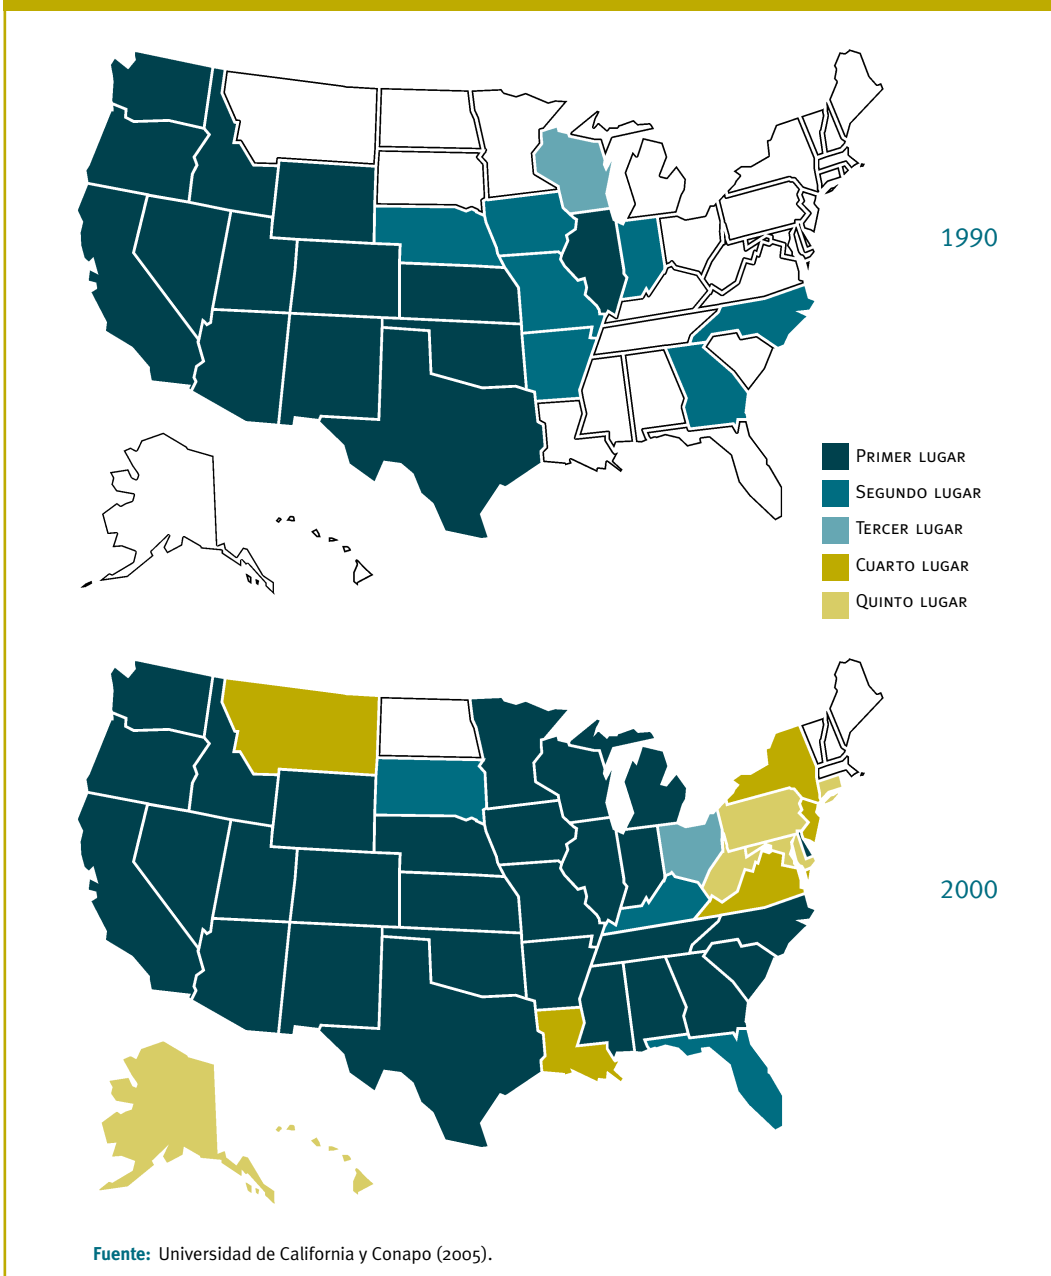 1990
Primer lugar
Segundo lugar
Tercer lugar
Cuarto lugar
Quinto lugar
2000
Fuente: Universidad de California y Conapo (2005).